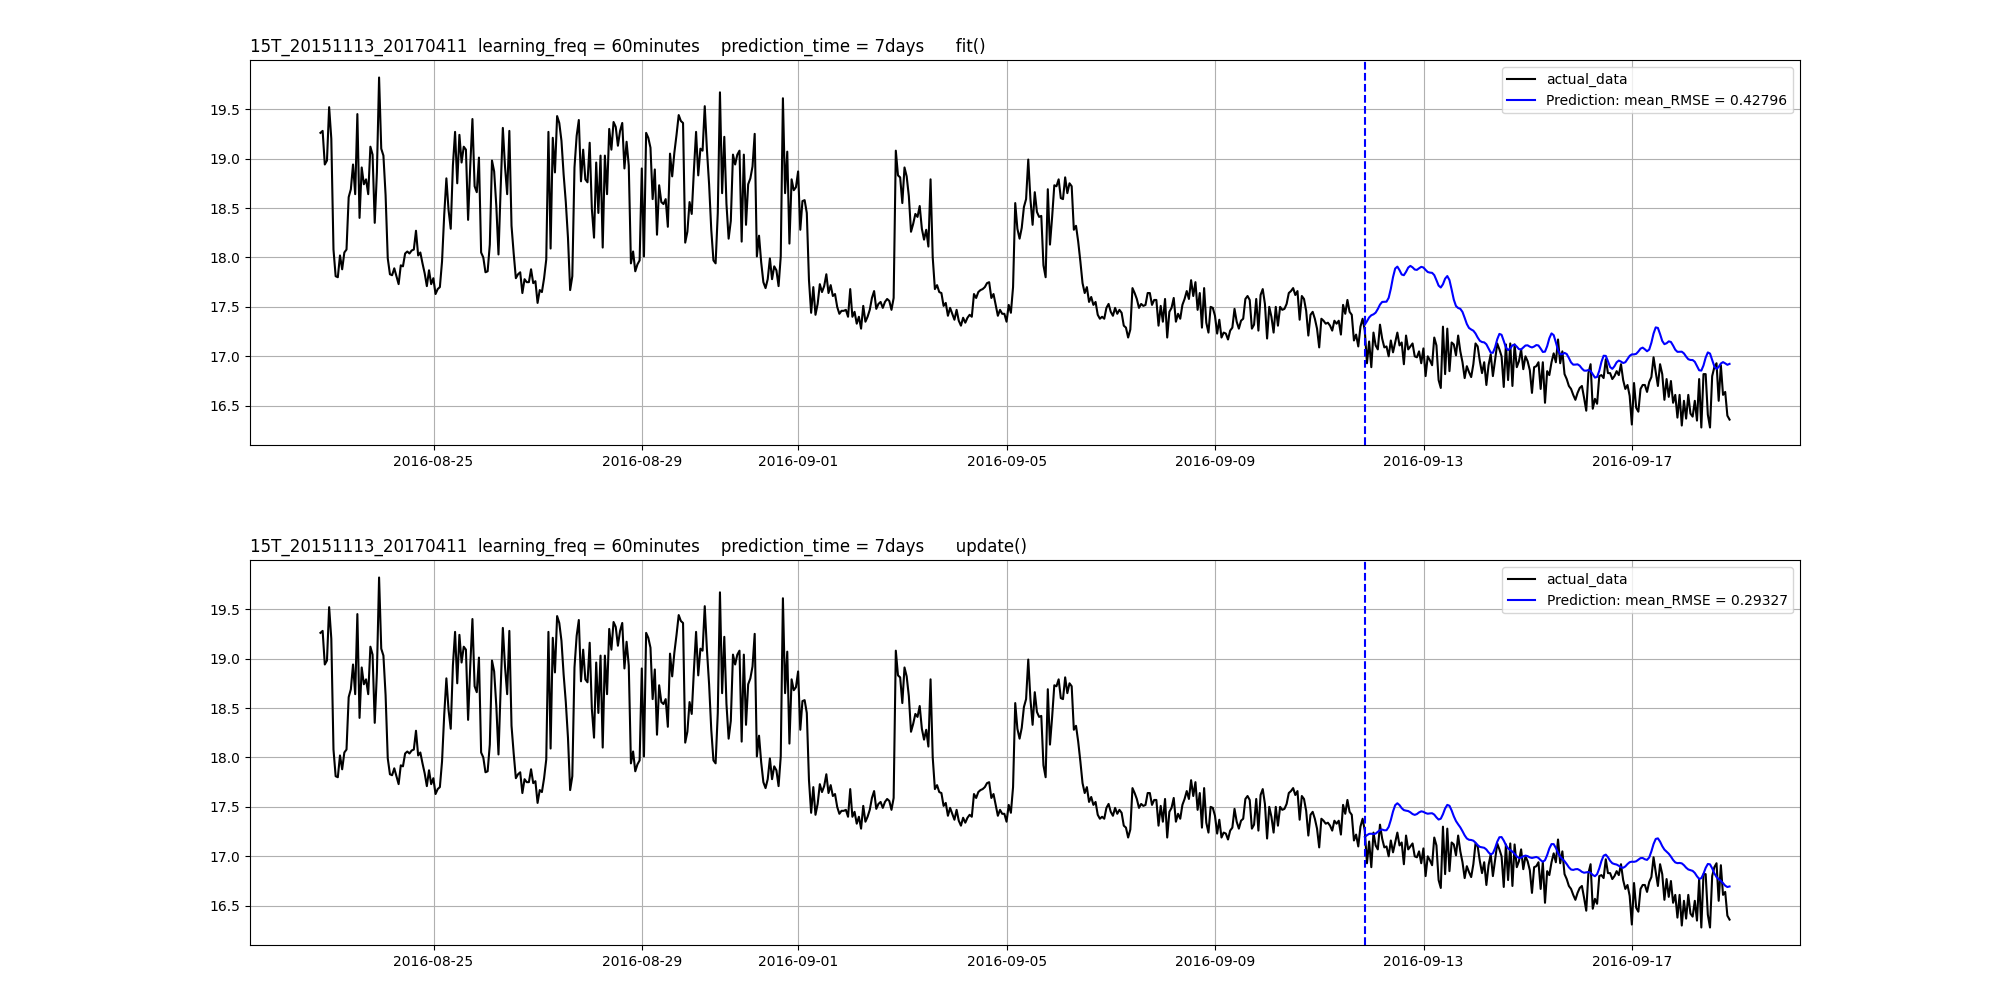 15T_20151113_20170411  learning_freq = 60minutes    prediction_time = 7days      fit()
actual_data
Prediction: mean_RMSE = 0.42796
19.5
19.0
18.5
18.0
17.5
17.0
16.5
2016-08-25 2016-08-29 2016-09-01 2016-09-05 2016-09-09 2016-09-13 2016-09-17
15T_20151113_20170411  learning_freq = 60minutes    prediction_time = 7days      update()
actual_data
Prediction: mean_RMSE = 0.29327
19.5
19.0
18.5
18.0
17.5
17.0
16.5
2016-08-25 2016-08-29 2016-09-01 2016-09-05 2016-09-09 2016-09-13 2016-09-17